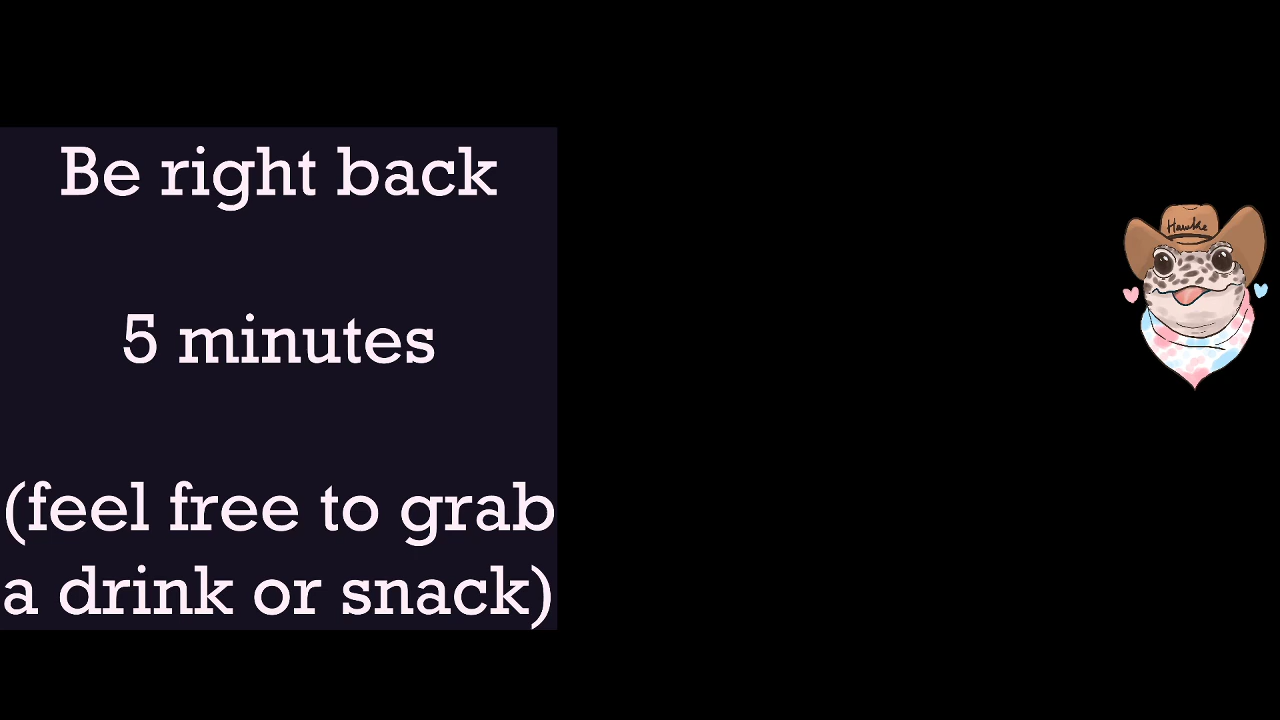 Be right back
5 minutes
(feel free to grab
a drink or snack)
Hawke